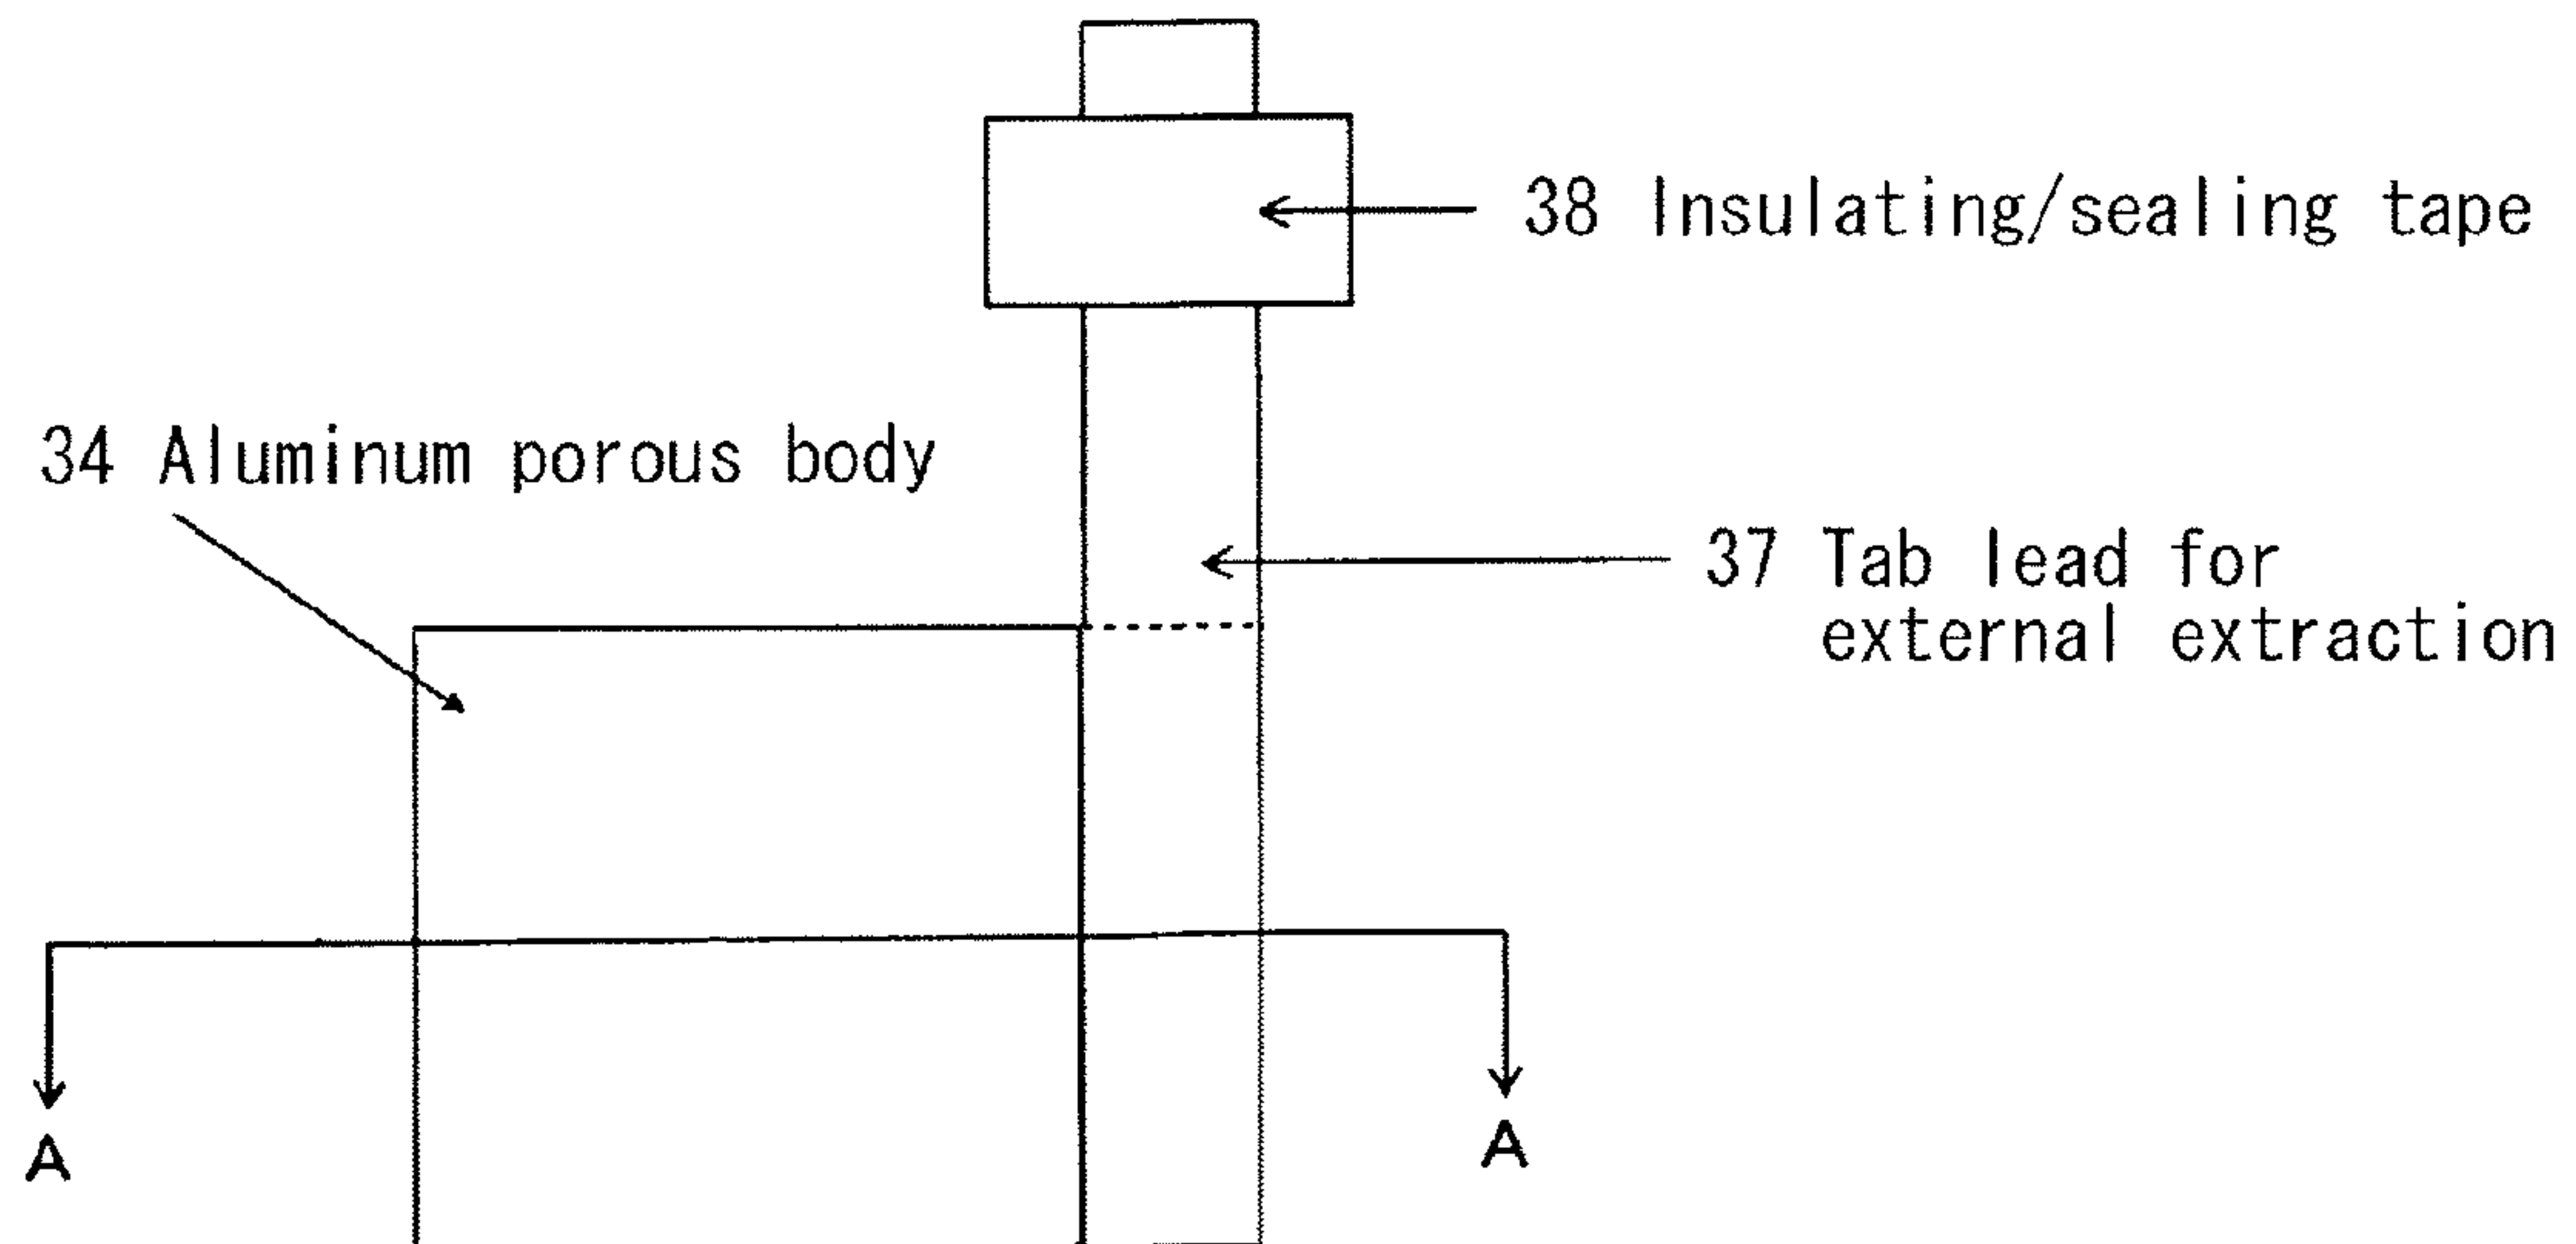 38 Insulating/sealing tape
34 Aluminum porous body
37 Tab lead for
external extraction
A
A